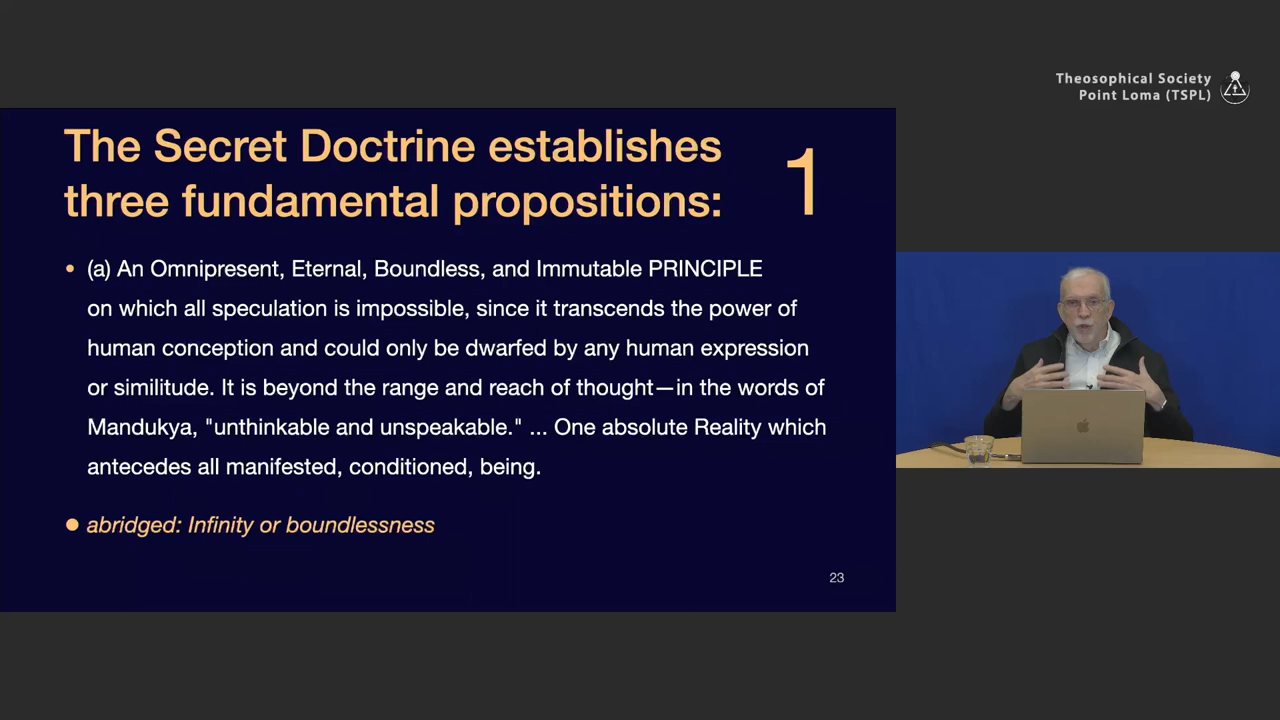 Theosophical Society
Point Loma (TSPL)
The Secret Doctrine establishes
three fundamental propositions:
1
• (a) An Omnipresent, Eternal, Boundless, and Immutable PRINCIPLE
on which all speculation is impossible, since it transcends the power of
human conception and could only be dwarfed by any human expression
or similitude. It is beyond the range and reach of thought—in the words of
Mandukya, "unthinkable and unspeakable." ... One absolute Reality which
antecedes all manifested, conditioned, being.
• abridged: Infinity or boundlessness
23